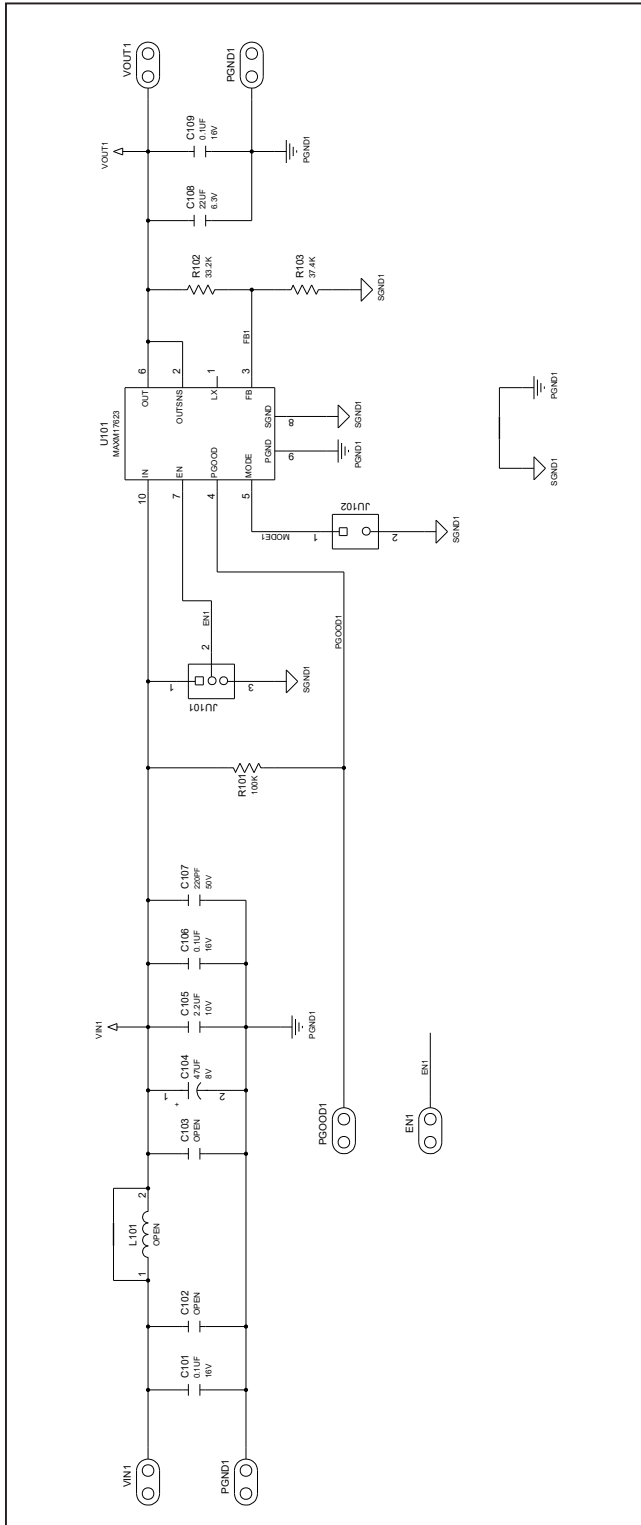 VIN1
PGND1
C101
0.1UF
16V
C102
OPEN
1
L101
OPEN
2
C103
OPEN
1
+
C104
47UF
8V
2
VIN1
C105
2.2UF
10V
PGND1
C106
0.1UF
16V
C107
220PF
50V
R101
100K
PGOOD1
EN1
EN1
JU101
1
2
3
EN1
SGND1
PGOOD1
MODE1
1
JU102
2
SGND1
U101
MAXM17623
10
IN
7
EN
4
PGOOD
5
MODE
OUT
6
OUTSNS
2
LX
1
FB
3
PGND
9
SGND
8
PGND1
SGND1
FB1
R102
33.2K
R103
37.4K
SGND1
C108
22UF
6.3V
C109
0.1UF
16V
VOUT1
PGND1
VOUT1
PGND1
SGND1
PGND1